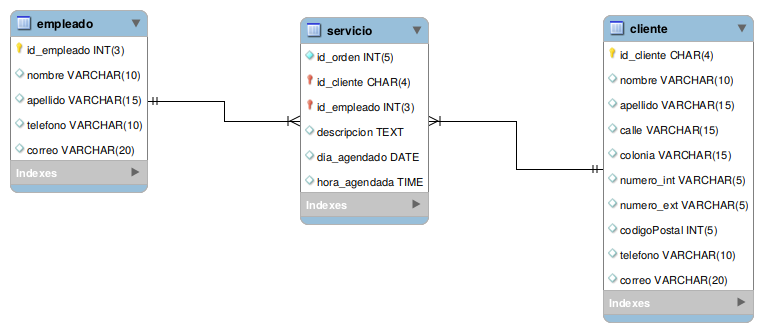 empleado
id_empleado INT(3)
nombre VARCHAR(10)
apellido VARCHAR(15)
telefono VARCHAR(10)
correo VARCHAR(20)
Indexes
servicio
id_orden INT(5)
id_cliente CHAR(4)
id_empleado INT(3)
descripcion TEXT
dia_agendado DATE
hora_agendada TIME
Indexes
cliente
id_cliente CHAR(4)
nombre VARCHAR(10)
apellido VARCHAR(15)
calle VARCHAR(15)
colonia VARCHAR(15)
numero_int VARCHAR(5)
numero_ext VARCHAR(5)
codigoPostal INT(5)
telefono VARCHAR(10)
correo VARCHAR(20)
Indexes